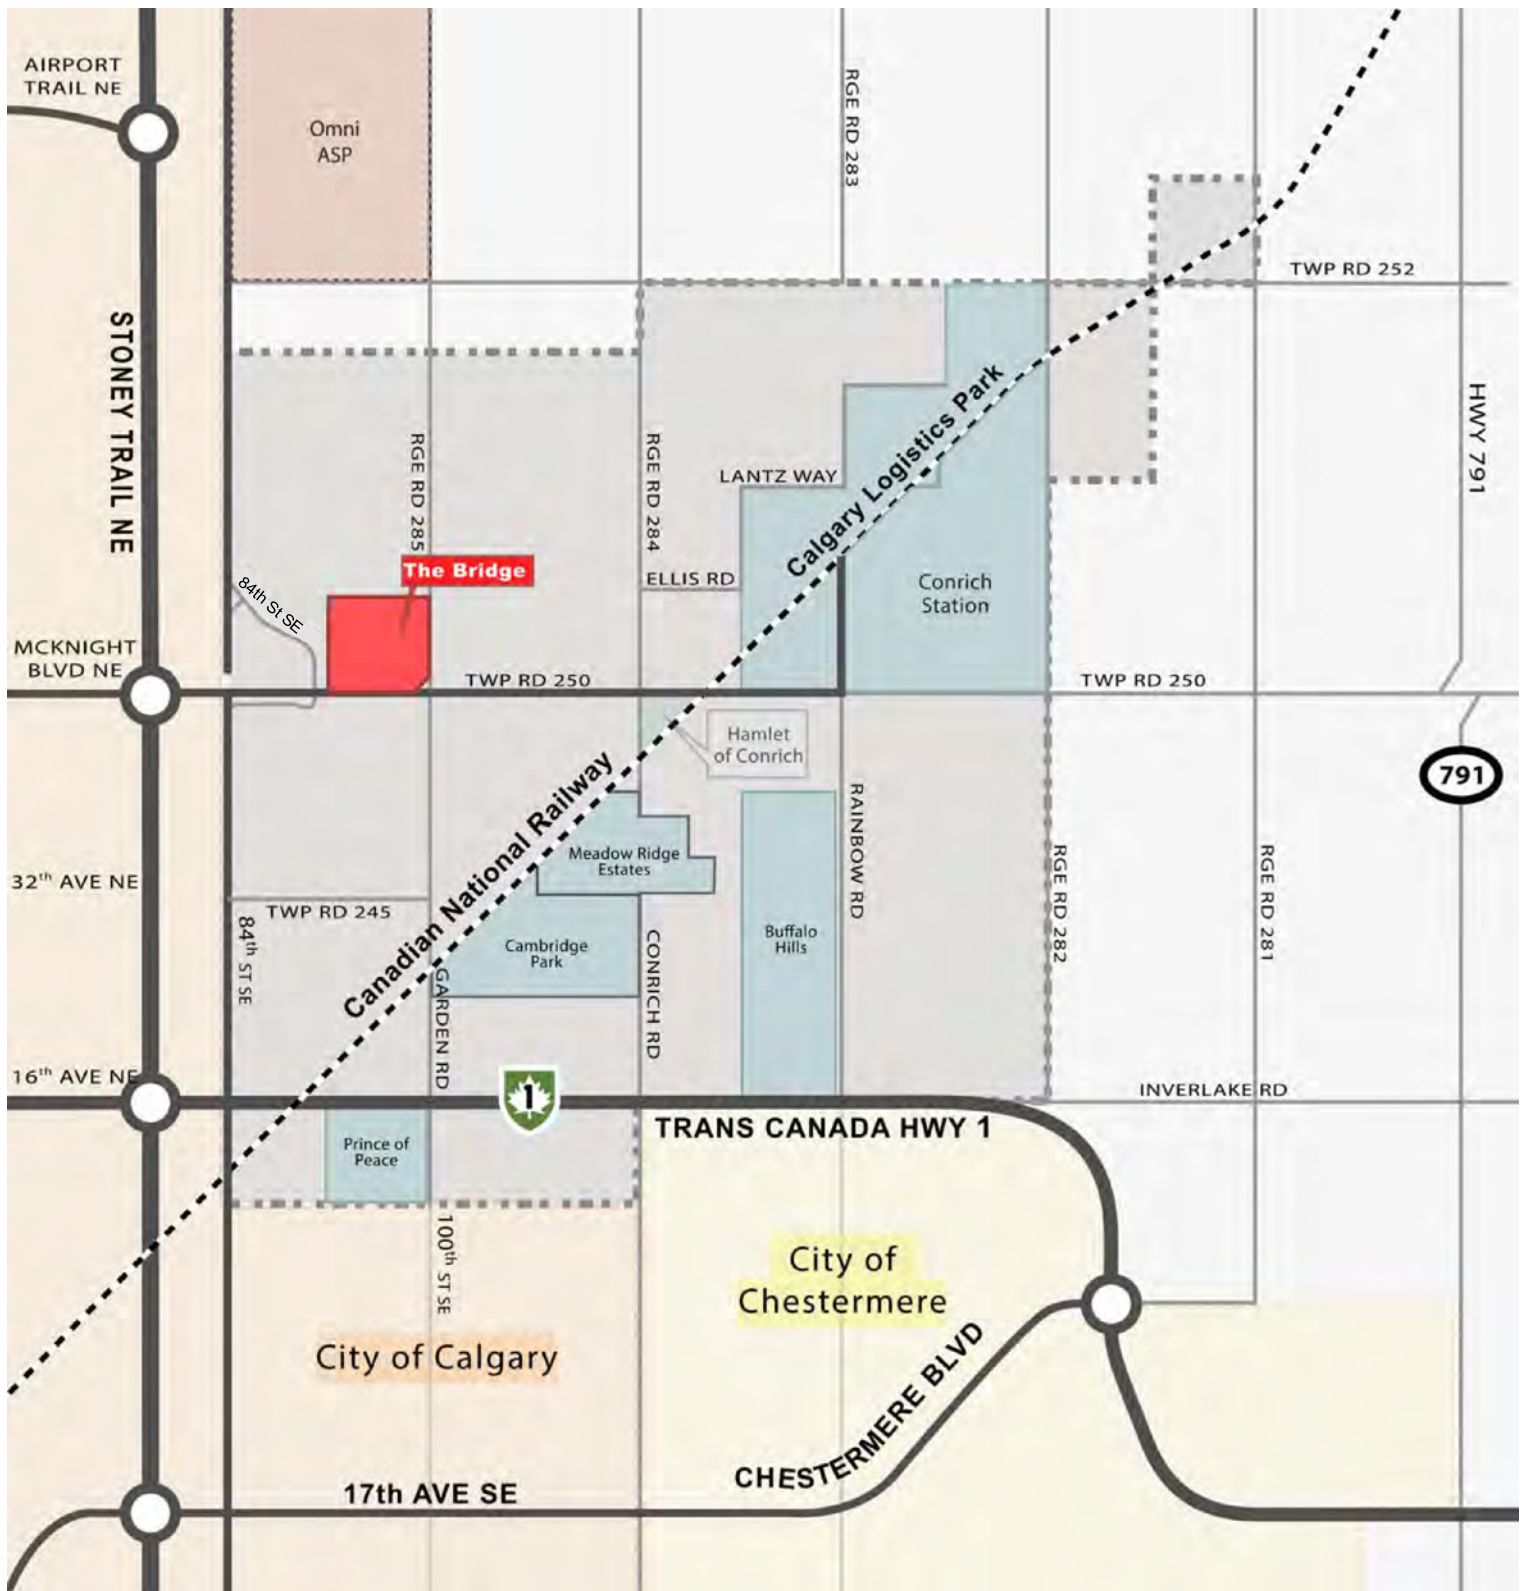 AIRPORT
TRAIL NE
Omni
ASP
RGE RD 283
TWP RD 252
STONEY TRAIL NE
RGE RD 285
RGE RD 284
LANTZ WAY
Calgary Logistics Park
HWY 791
The Bridge
ELLIS RD
Conrich
Station
84th St SE
MCKNIGHT
BLVD NE
TWP RD 250
TWP RD 250
Hamlet
of Conrich
791
Canadian National Railway
RAINBOW RD
Meadow Ridge
Estates
RGE RD 282
RGE RD 281
32th AVE NE
TWP RD 245
84th ST SE
Cambridge
Park
CONRICH RD
Buffalo
Hills
GARDEN RD
16th AVE NE
1
INVERLAKE RD
TRANS CANADA HWY 1
Prince of
Peace
100th ST SE
City of
Chestermere
City of Calgary
CHESTERMERE BLVD
17th AVE SE